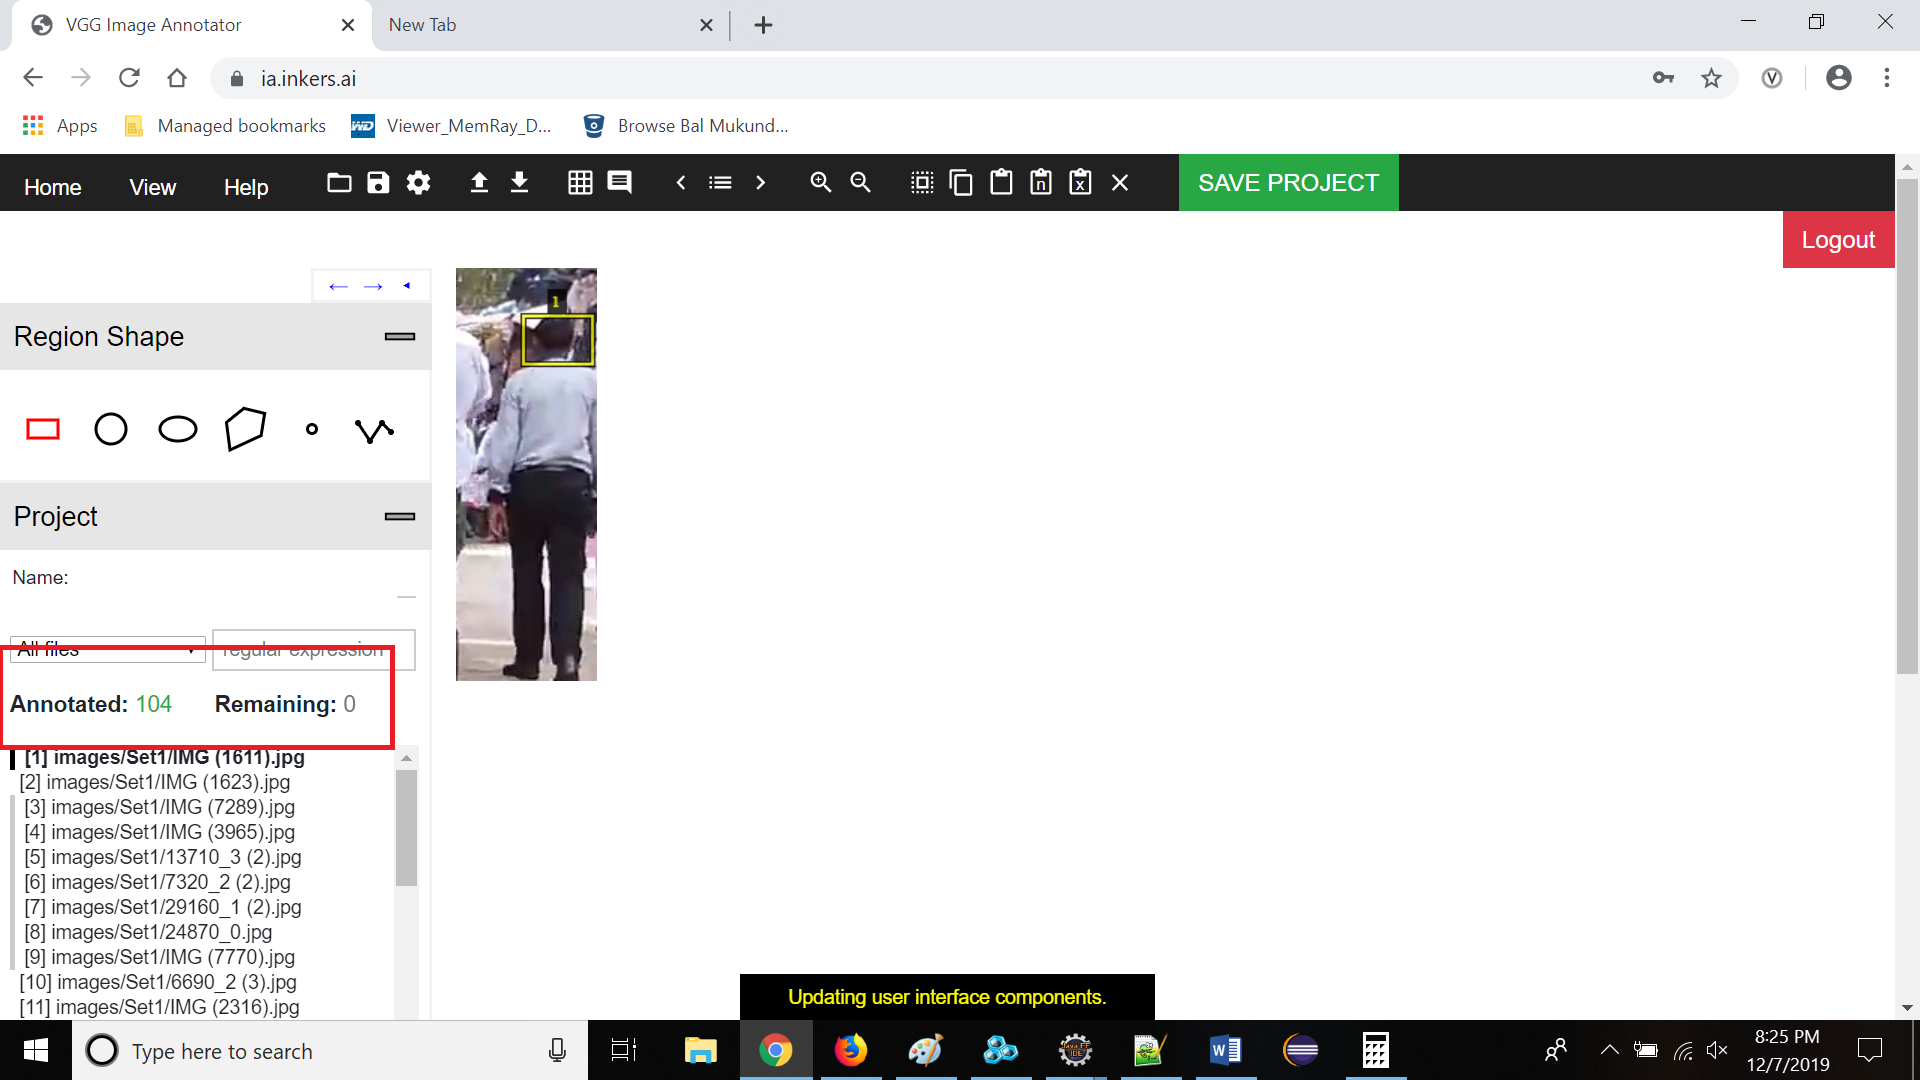 VGG Image Annotator
New Tab
ia.inkers.ai
Apps
Managed bookmarks
Viewer_MemRay_D...
Browse Bal Mukund...
Home
View
Help
SAVE PROJECT
Logout
Region Shape
Project
Name:
All files
regular expression
Annotated: 104
Remaining: 0
[1] images/Set1/IMG (1611).jpg
[2] images/Set1/IMG (1623).jpg
[3] images/Set1/IMG (7289).jpg
[4] images/Set1/IMG (3965).jpg
[5] images/Set1/13710_3 (2).jpg
[6] images/Set1/7320_2 (2).jpg
[7] images/Set1/29160_1 (2).jpg
[8] images/Set1/24870_0.jpg
[9] images/Set1/IMG (7770).jpg
[10] images/Set1/6690_2 (3).jpg
[11] images/Set1/IMG (2316).jpg
1
Updating user interface components.
Type here to search
8:25 PM
12/7/2019